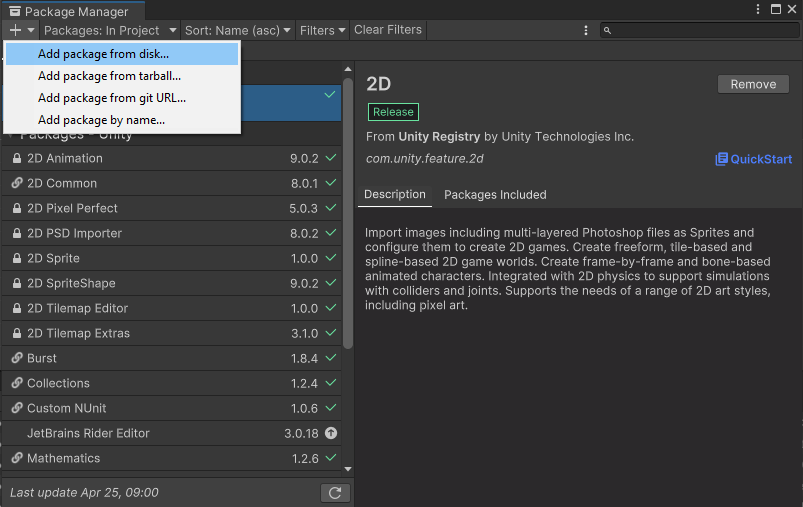 Package Manager
Packages: In Project
Sort: Name (asc)
Filters
Clear Filters
Add package from disk...
Add package from tarball...
Add package from git URL...
Add package by name...
Packages - Unity
2D Animation 9.0.2
2D Common 8.0.1
2D Pixel Perfect 5.0.3
2D PSD Importer 8.0.2
2D Sprite 1.0.0
2D SpriteShape 9.0.2
2D Tilemap Editor 1.0.0
2D Tilemap Extras 3.1.0
Burst 1.8.4
Collections 1.2.4
Custom NUnit 1.0.6
JetBrains Rider Editor 3.0.18
Mathematics 1.2.6
Last update Apr 25, 09:00
2D
Remove
Release
From Unity Registry by Unity Technologies Inc.
com.unity.feature.2d
QuickStart
Description
Packages Included
Import images including multi-layered Photoshop files as Sprites and
configure them to create 2D games. Create freeform, tile-based and
spline-based 2D game worlds. Create frame-by-frame and bone-based
animated characters. Integrated with 2D physics to support simulations
with colliders and joints. Supports the needs of a range of 2D art styles,
including pixel art.